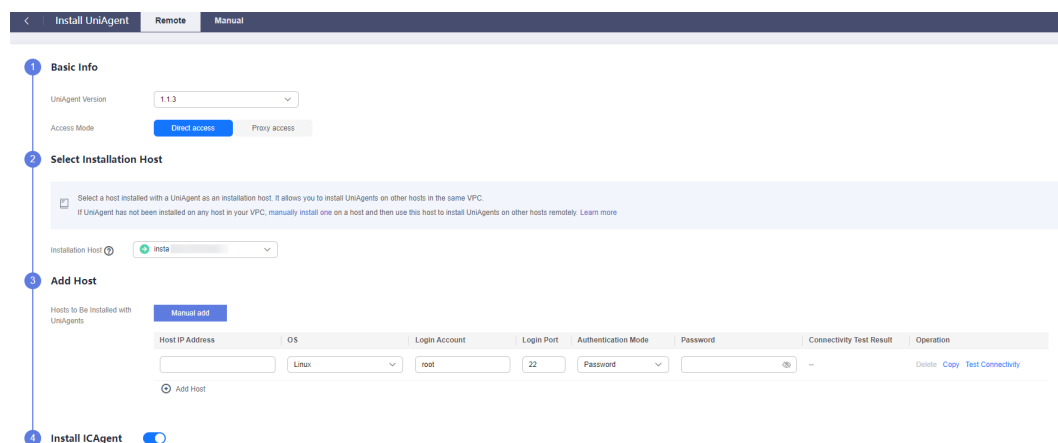 Install UniAgent Remote Manual
1 Basic Info
UniAgent Version 1.1.3
Access Mode Direct access Proxy access
2 Select Installation Host
Select a host installed with a UniAgent as an installation host. It allows you to install UniAgents on other hosts in the same VPC.
If UniAgent has not been installed on any host in your VPC, manually install one on a host and then use this host to install UniAgents on other hosts remotely. Learn more
Installation Host ? insta
3 Add Host
Hosts to Be Installed with Manual add
UniAgents
Host IP Address OS Login Account Login Port Authentication Mode Password Connectivity Test Result Operation
Linux root 22 Password -- Delete Copy Test Connectivity
Add Host
4 Install ICAgent